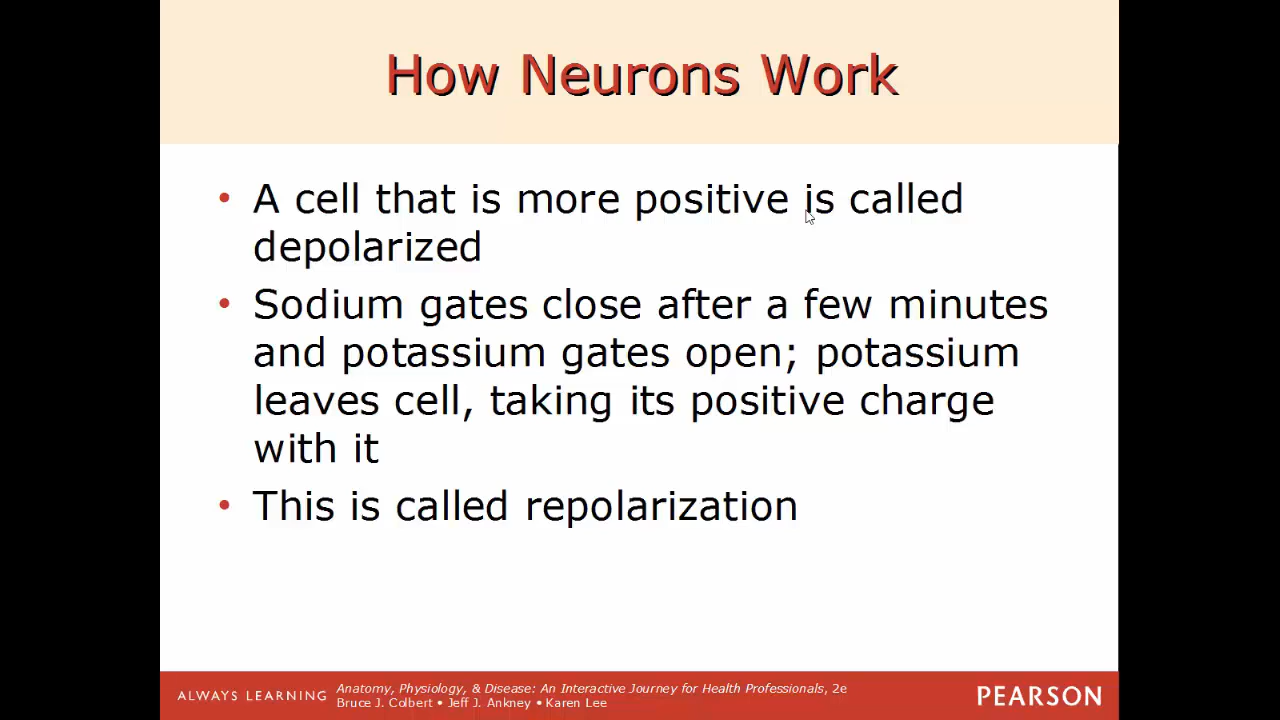 How Neurons Work
• A cell that is more positive is called
depolarized
• Sodium gates close after a few minutes
and potassium gates open; potassium
leaves cell, taking its positive charge
with it
• This is called repolarization
ALWAYS LEARNING
Anatomy, Physiology, & Disease: An Interactive Journey for Health Professionals, 2e
Bruce J. Colbert • Jeff J. Ankney • Karen Lee
PEARSON